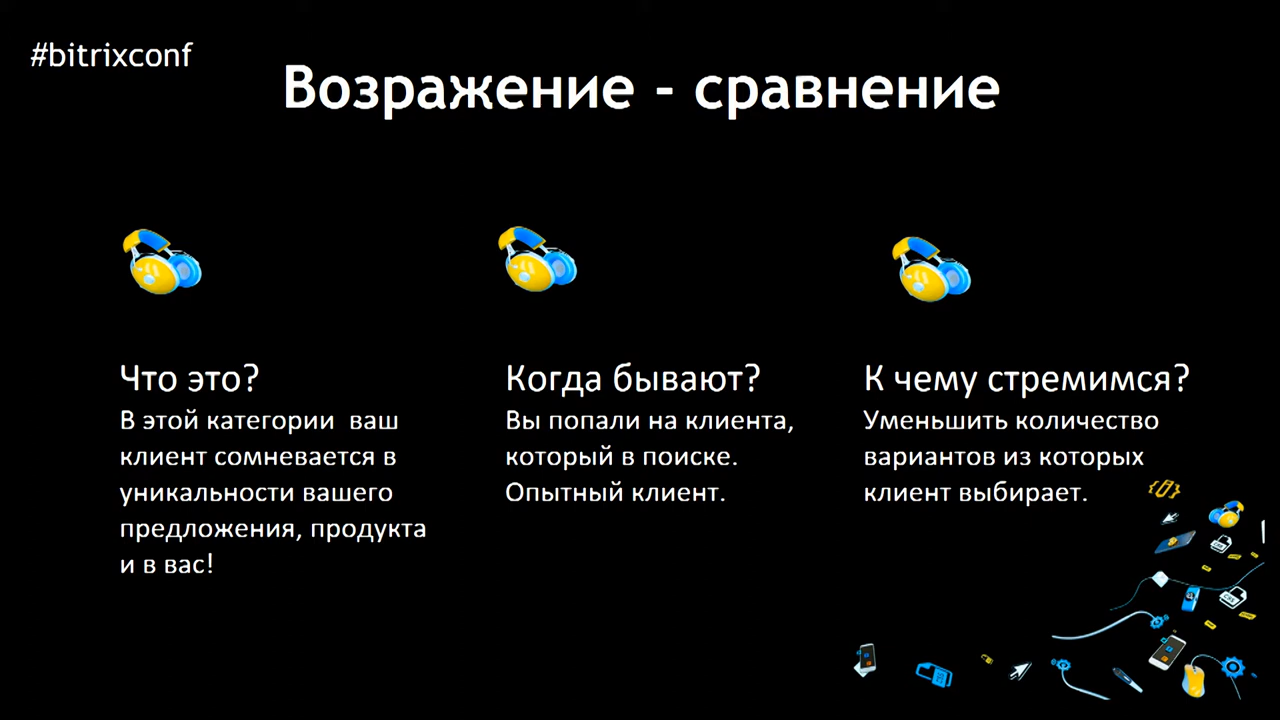 #bitrixconf
Возражение - сравнение
Что это?
В этой категории ваш
клиент сомневается в
уникальности вашего
предложения, продукта
и в вас!
Когда бывают?
Вы попали на клиента,
который в поиске.
Опытный клиент.
К чему стремимся?
Уменьшить количество
вариантов из которых
клиент выбирает.